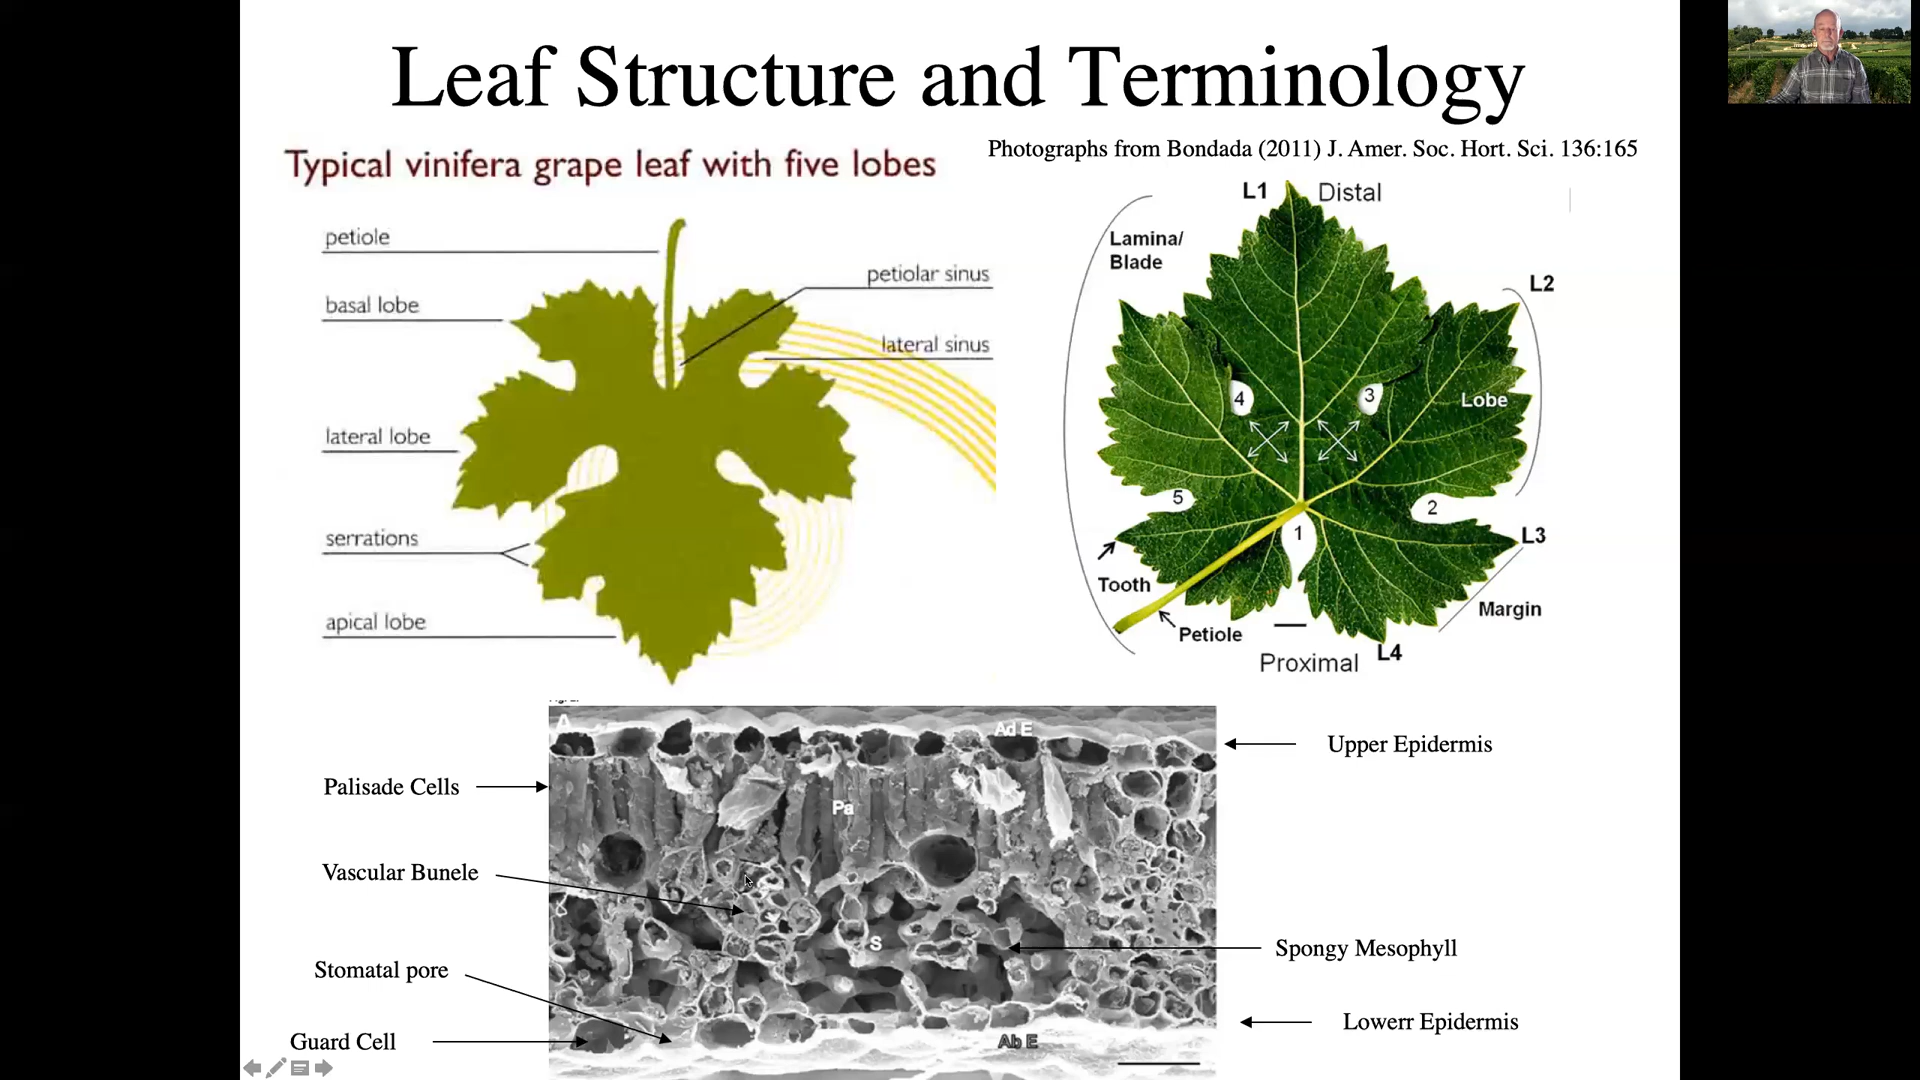 Leaf Structure and Terminology
Typical vinifera grape leaf with five lobes
Photographs from Bondada (2011) J. Amer. Soc. Hort. Sci. 136:165
petiole
petiolar sinus
basal lobe
lateral sinus
lateral lobe
serrations
apical lobe
L1 Distal
Lamina/
Blade
L2
4
3
Lobe
5
2
1
L3
Tooth
Margin
Petiole
Proximal
L4
A
Ad E
Upper Epidermis
Palisade Cells
Pa
Vascular Bunele
S
Spongy Mesophyll
Stomatal pore
Lowerr Epidermis
Guard Cell
Ab E